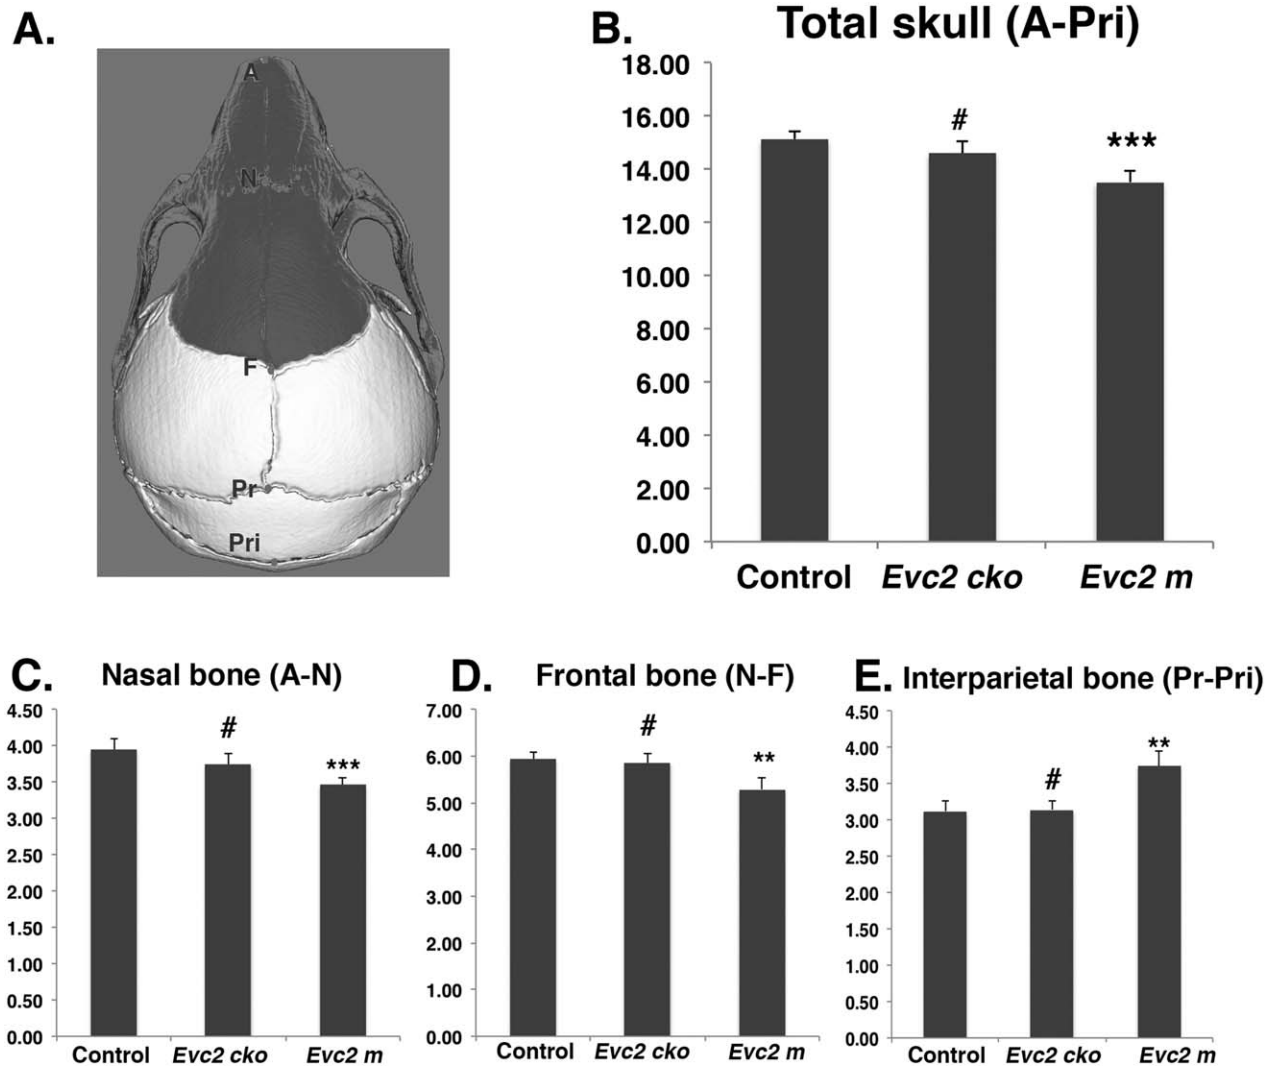 A.
A
N
F
Pr
Pri
B.
Total skull (A-Pri)
18.00
16.00
14.00
12.00
10.00
8.00
6.00
4.00
2.00
0.00
#
***
Control Evc2 cko Evc2 m
C.
Nasal bone (A-N)
4.50
4.00
3.50
3.00
2.50
2.00
1.50
1.00
0.50
0.00
#
***
Control Evc2 cko Evc2 m
D.
Frontal bone (N-F)
7.00
6.00
5.00
4.00
3.00
2.00
1.00
0.00
#
**
Control Evc2 cko Evc2 m
E.
Interparietal bone (Pr-Pri)
4.50
4.00
3.50
3.00
2.50
2.00
1.50
1.00
0.50
0.00
#
**
Control Evc2 cko Evc2 m